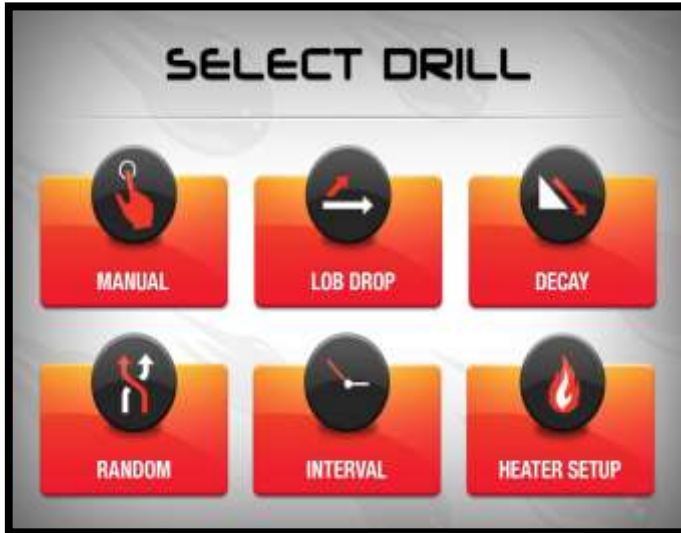 SELECT DRILL
MANUAL
LOB DROP
DECAY
RANDOM
INTERVAL
HEATER SETUP